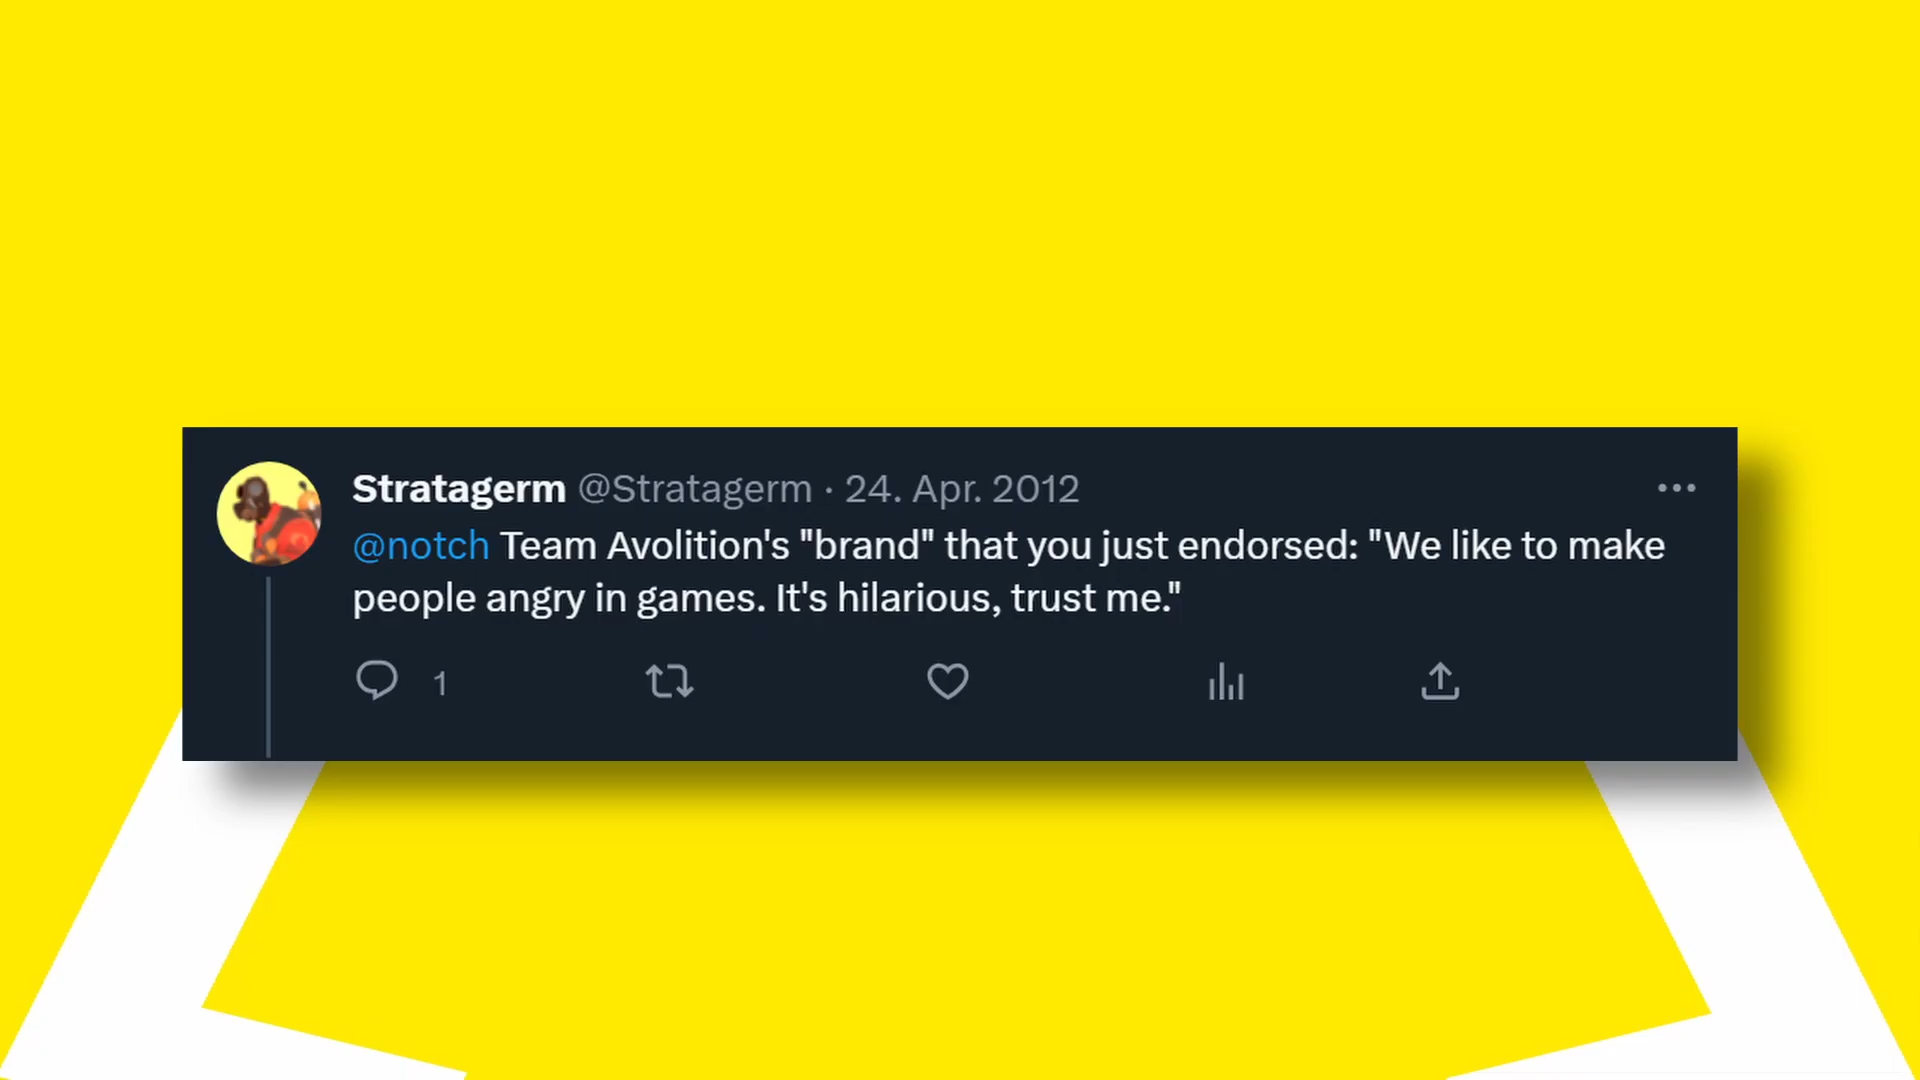 Stratagerm @Stratagerm · 24. Apr. 2012
@notch Team Avolition's "brand" that you just endorsed: "We like to make
people angry in games. It's hilarious, trust me."
1